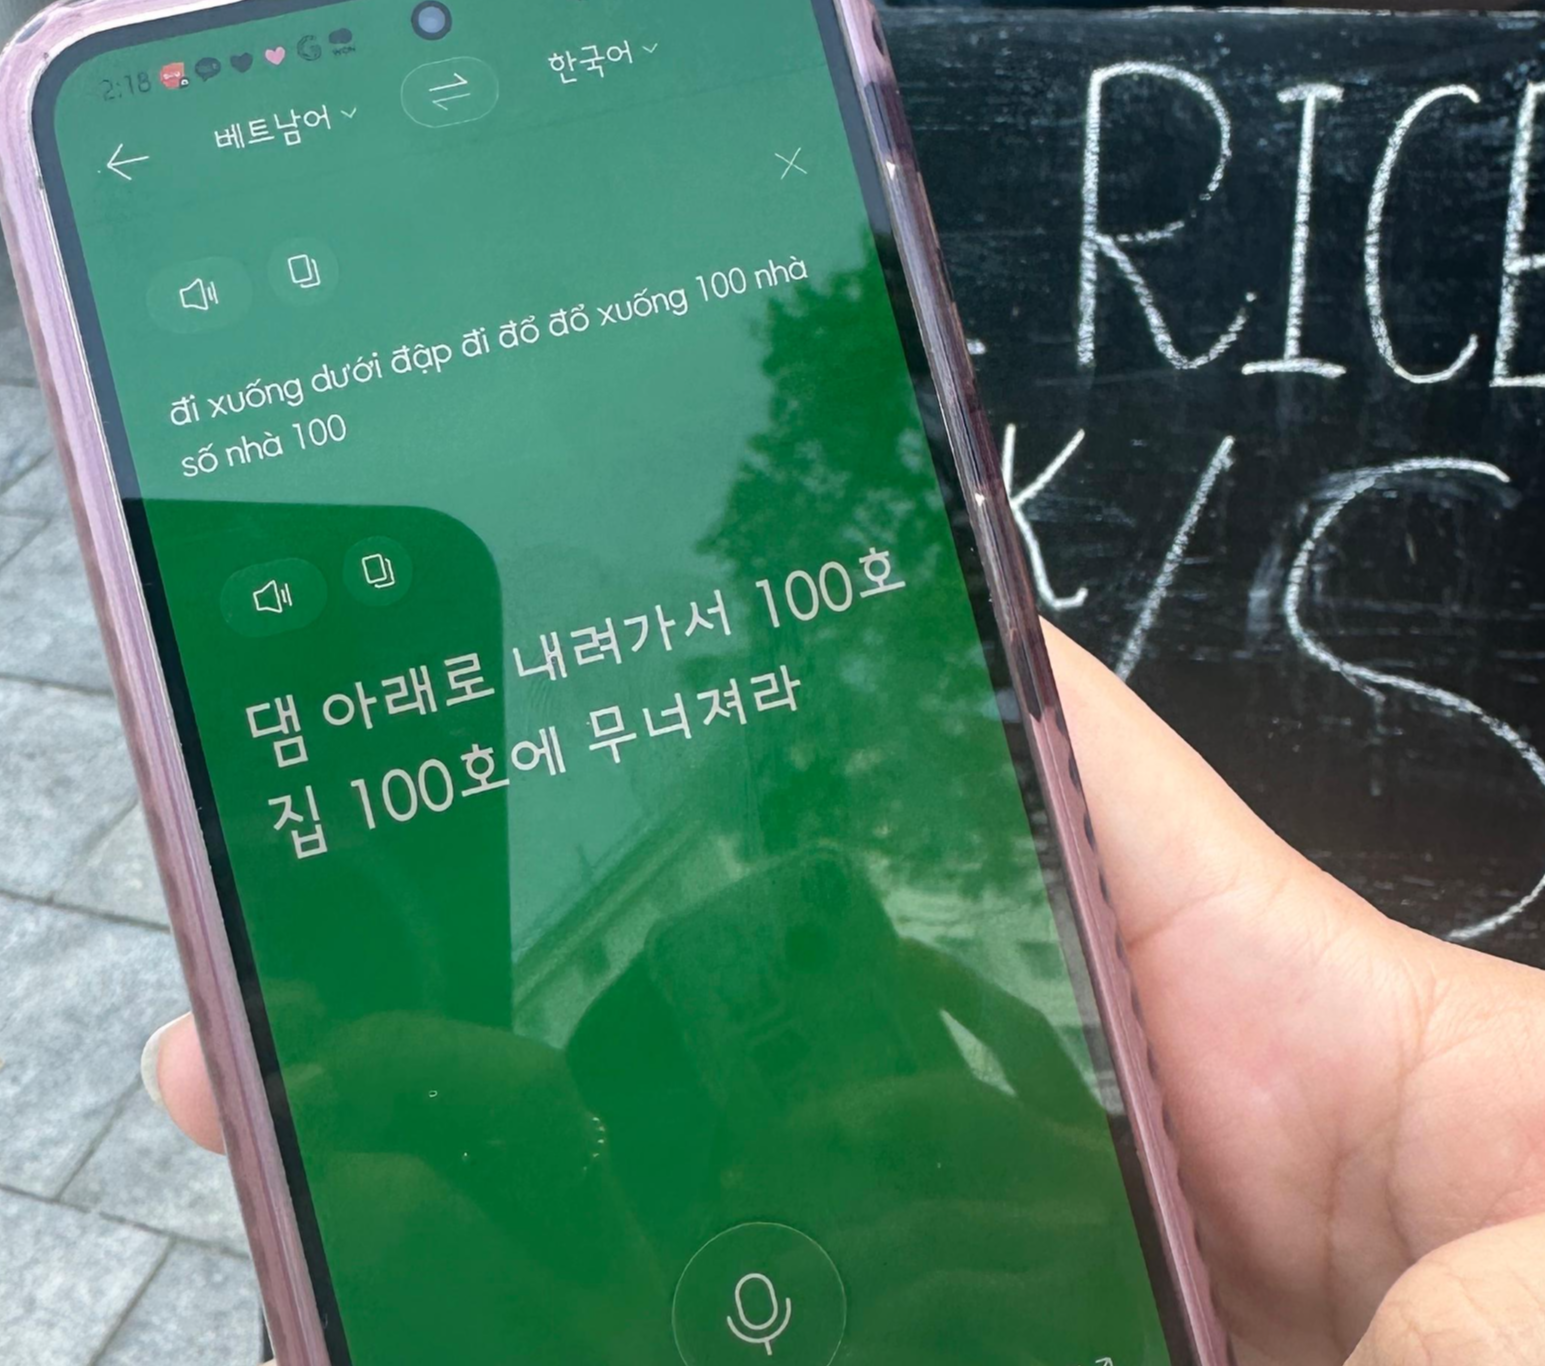 2:18
베트남어
한국어
đi xuống dưới đập đi đổ đổ xuống 100 nhà
số nhà 100
댐 아래로 내려가서 100호
집 100호에 무너져라
RICE
K/S